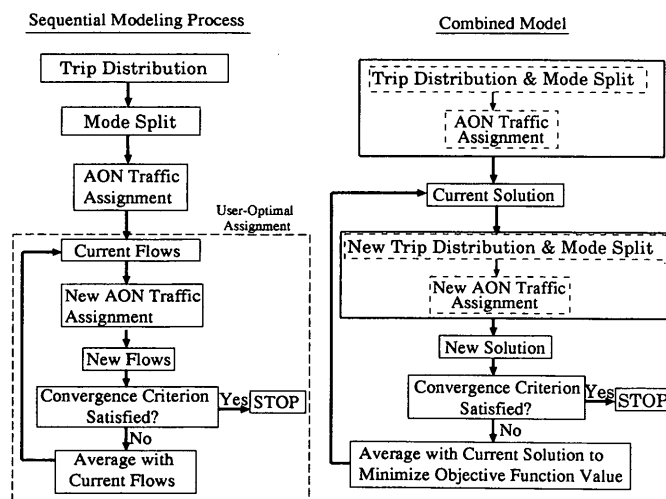 Sequential Modeling Process
Trip Distribution
Mode Split
AON Traffic
Assignment
User-Optimal
Assignment
Current Flows
New AON Traffic
Assignment
New Flows
Convergence Criterion
Satisfied?
Yes
STOP
No
Average with
Current Flows
Combined Model
Trip Distribution & Mode Split
AON Traffic
Assignment
Current Solution
New Trip Distribution & Mode Split
New AON Traffic
Assignment
New Solution
Convergence Criterion
Satisfied?
Yes
STOP
No
Average with Current Solution to
Minimize Objective Function Value